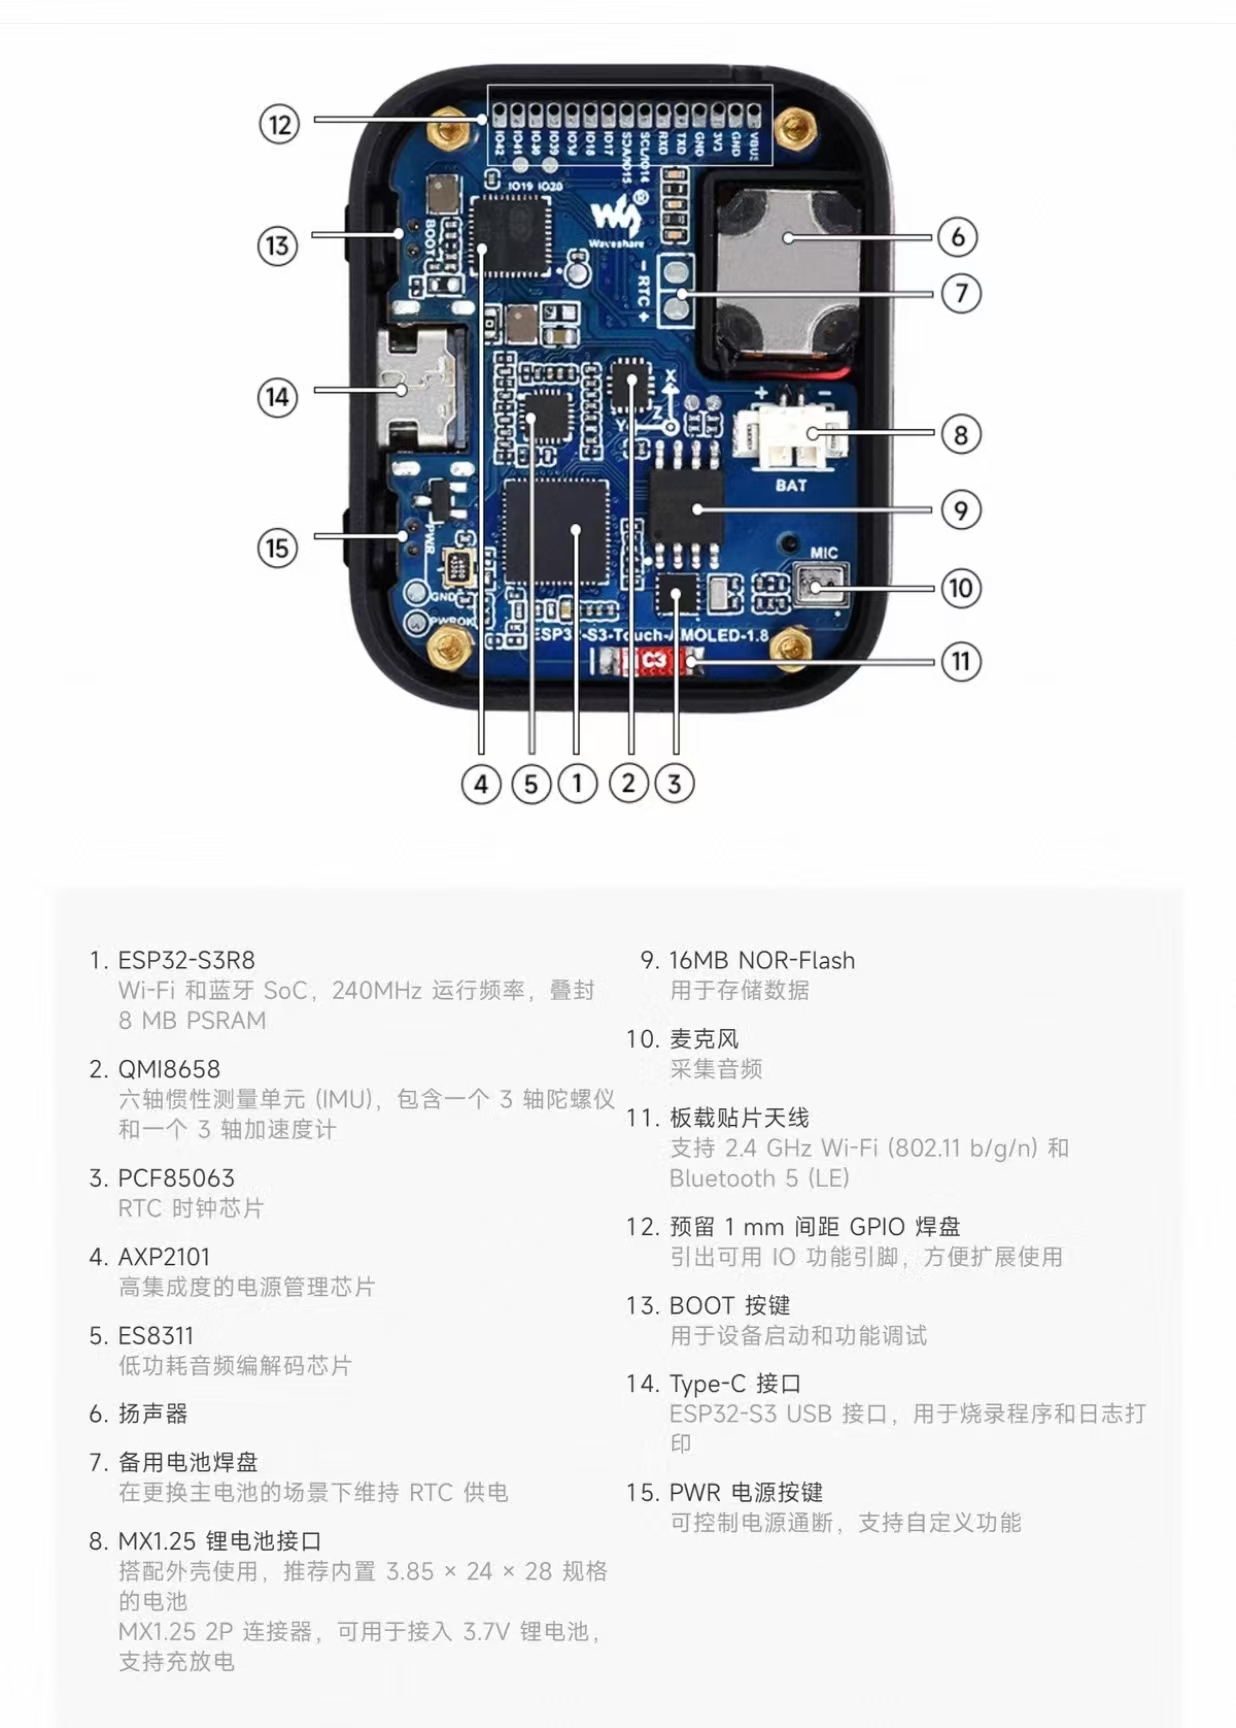 12
IO42
IO41
IO40
IO39
IO38
IO18
IO17
SDA/IO15
SCL/IO14
RXD
TXD
GND
3V3
GND
VBUS
IO19 IO20
13
BOOT
Waveshare
®
6
- RTC +
7
14
X
Y
Z
+ -
8
BAT
9
15
PWR
MIC
10
GND
PWROK
ESP32-S3-Touch-AMOLED-1.8
C3
11
4 5 1 2 3
1. ESP32-S3R8
Wi-Fi 和蓝牙 SoC，240MHz 运行频率，叠封
8 MB PSRAM
2. QMI8658
六轴惯性测量单元 (IMU)，包含一个 3 轴陀螺仪
和一个 3 轴加速度计
3. PCF85063
RTC 时钟芯片
4. AXP2101
高集成度的电源管理芯片
5. ES8311
低功耗音频编解码芯片
6. 扬声器
7. 备用电池焊盘
在更换主电池的场景下维持 RTC 供电
8. MX1.25 锂电池接口
搭配外壳使用，推荐内置 3.85 × 24 × 28 规格
的电池
MX1.25 2P 连接器，可用于接入 3.7V 锂电池，
支持充放电
9. 16MB NOR-Flash
用于存储数据
10. 麦克风
采集音频
11. 板载贴片天线
支持 2.4 GHz Wi-Fi (802.11 b/g/n) 和
Bluetooth 5 (LE)
12. 预留 1 mm 间距 GPIO 焊盘
引出可用 IO 功能引脚，方便扩展使用
13. BOOT 按键
用于设备启动和功能调试
14. Type-C 接口
ESP32-S3 USB 接口，用于烧录程序和日志打
印
15. PWR 电源按键
可控制电源通断，支持自定义功能